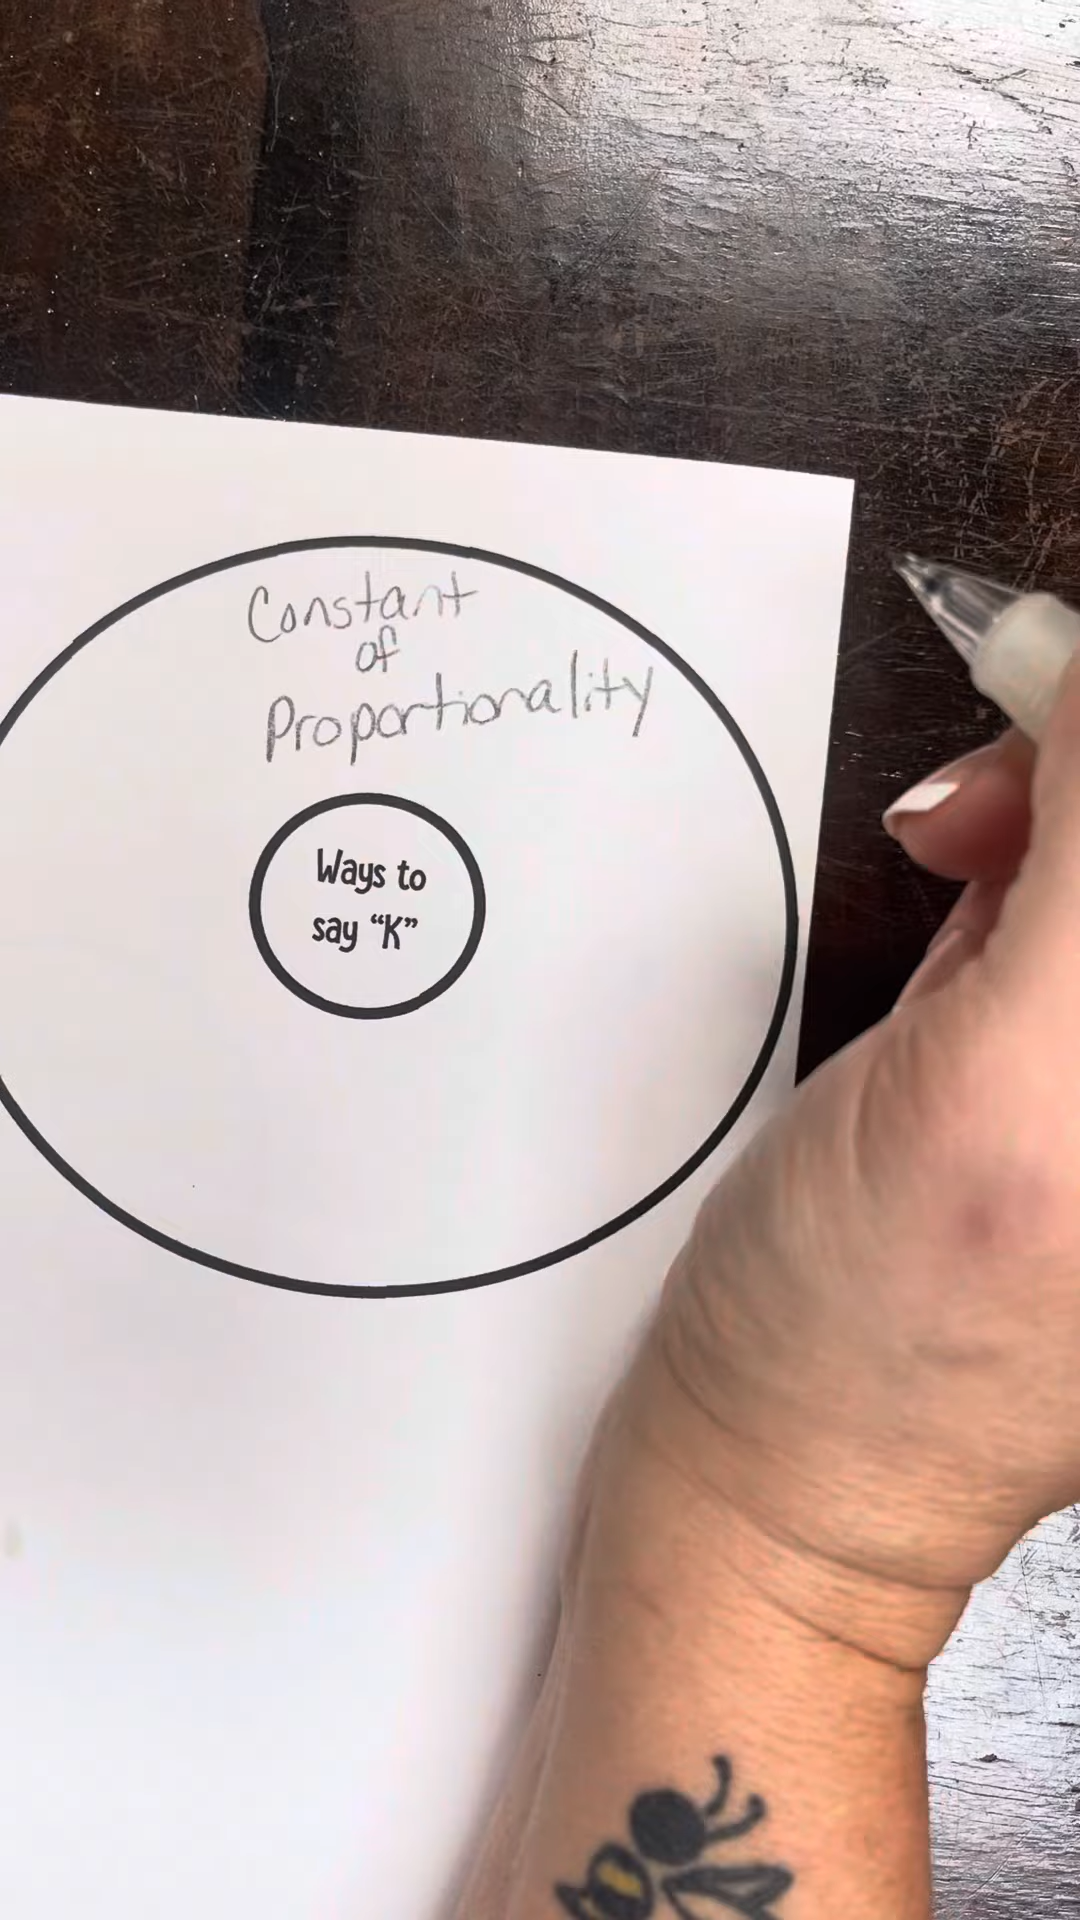 Constant
of
Proportionality
Ways to
say “K”